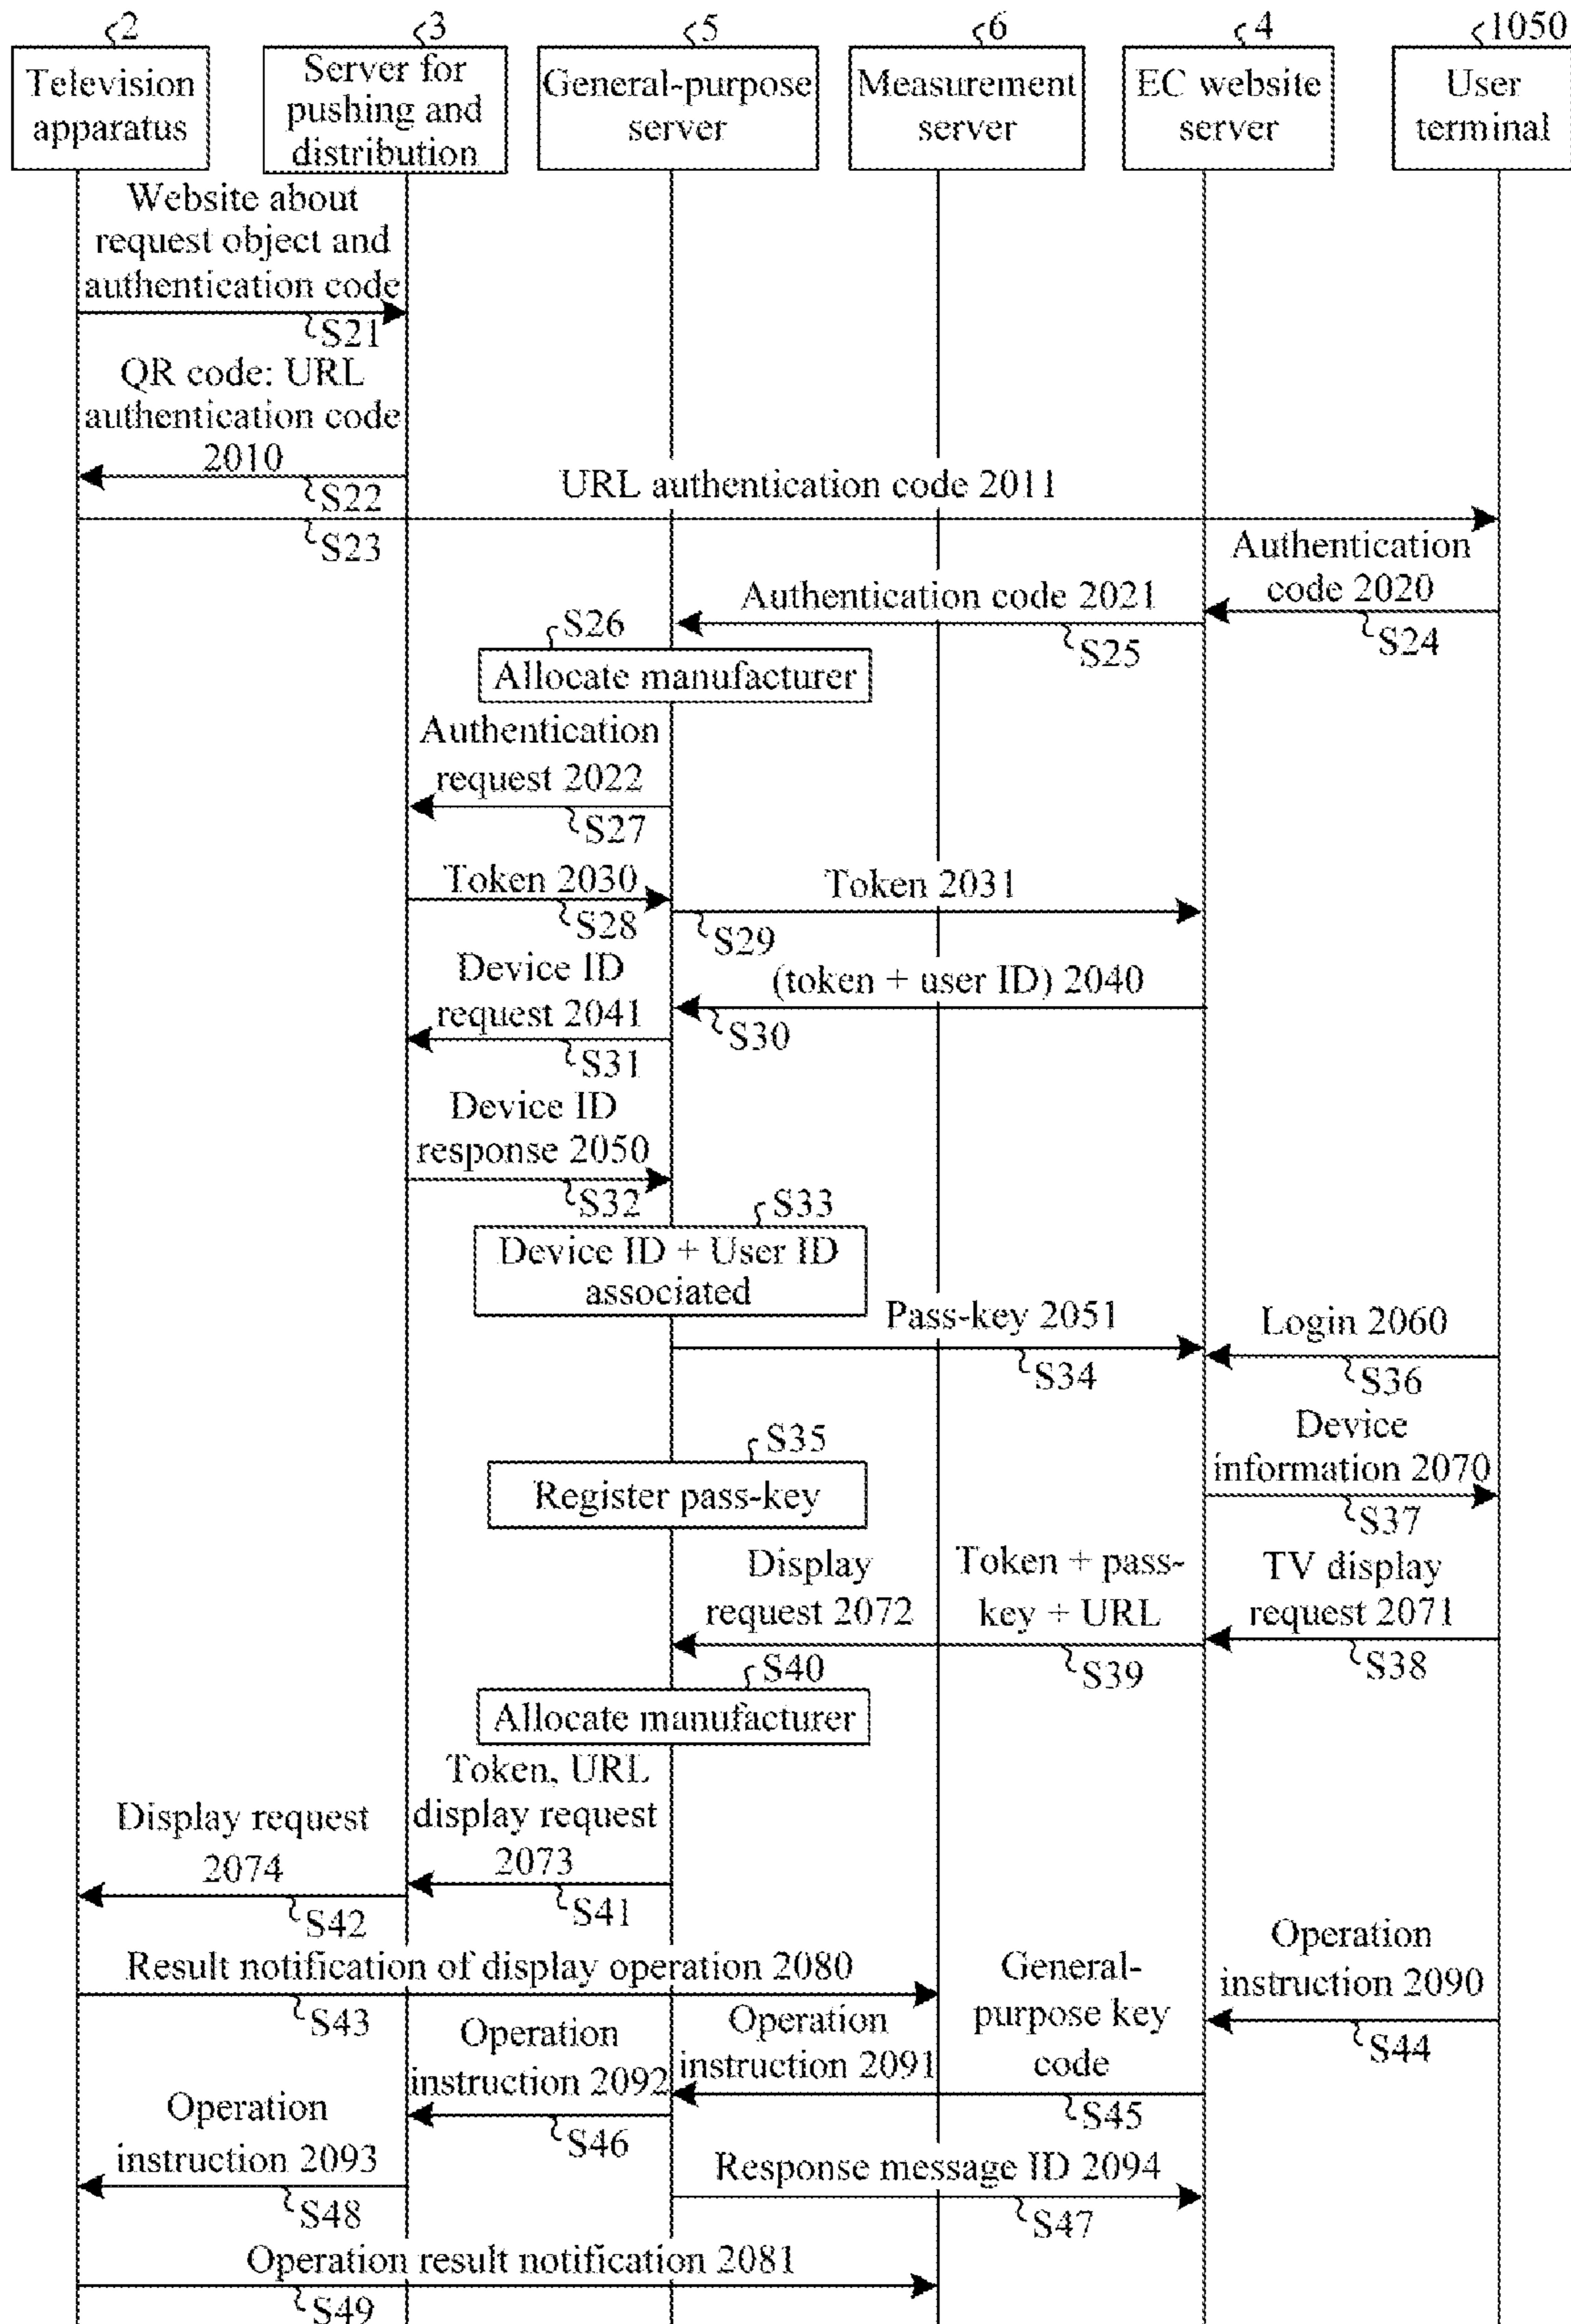 2
3
5
6
4
1050
Television
apparatus
Server for
pushing and
distribution
General-purpose
server
Measurement
server
EC website
server
User
terminal
Website about
request object and
authentication code
S21
QR code: URL
authentication code
2010
S22
URL authentication code 2011
S23
Authentication
code 2020
S24
Authentication code 2021
S25
S26
Allocate manufacturer
Authentication
request 2022
S27
Token 2030
S28
Token 2031
S29
(token + user ID) 2040
S30
Device ID
request 2041
S31
Device ID
response 2050
S32
S33
Device ID + User ID
associated
Pass-key 2051
S34
Login 2060
S36
S35
Register pass-key
Device
information 2070
S37
TV display
request 2071
S38
Display
request 2072
Token + pass-
key + URL
S39
S40
Allocate manufacturer
Token, URL
display request
2073
S41
Display request
2074
S42
Result notification of display operation 2080
S43
Operation
instruction 2090
S44
General-
purpose key
code
Operation
instruction 2091
S45
Operation
instruction 2092
S46
Response message ID 2094
S47
Operation
instruction 2093
S48
Operation result notification 2081
S49